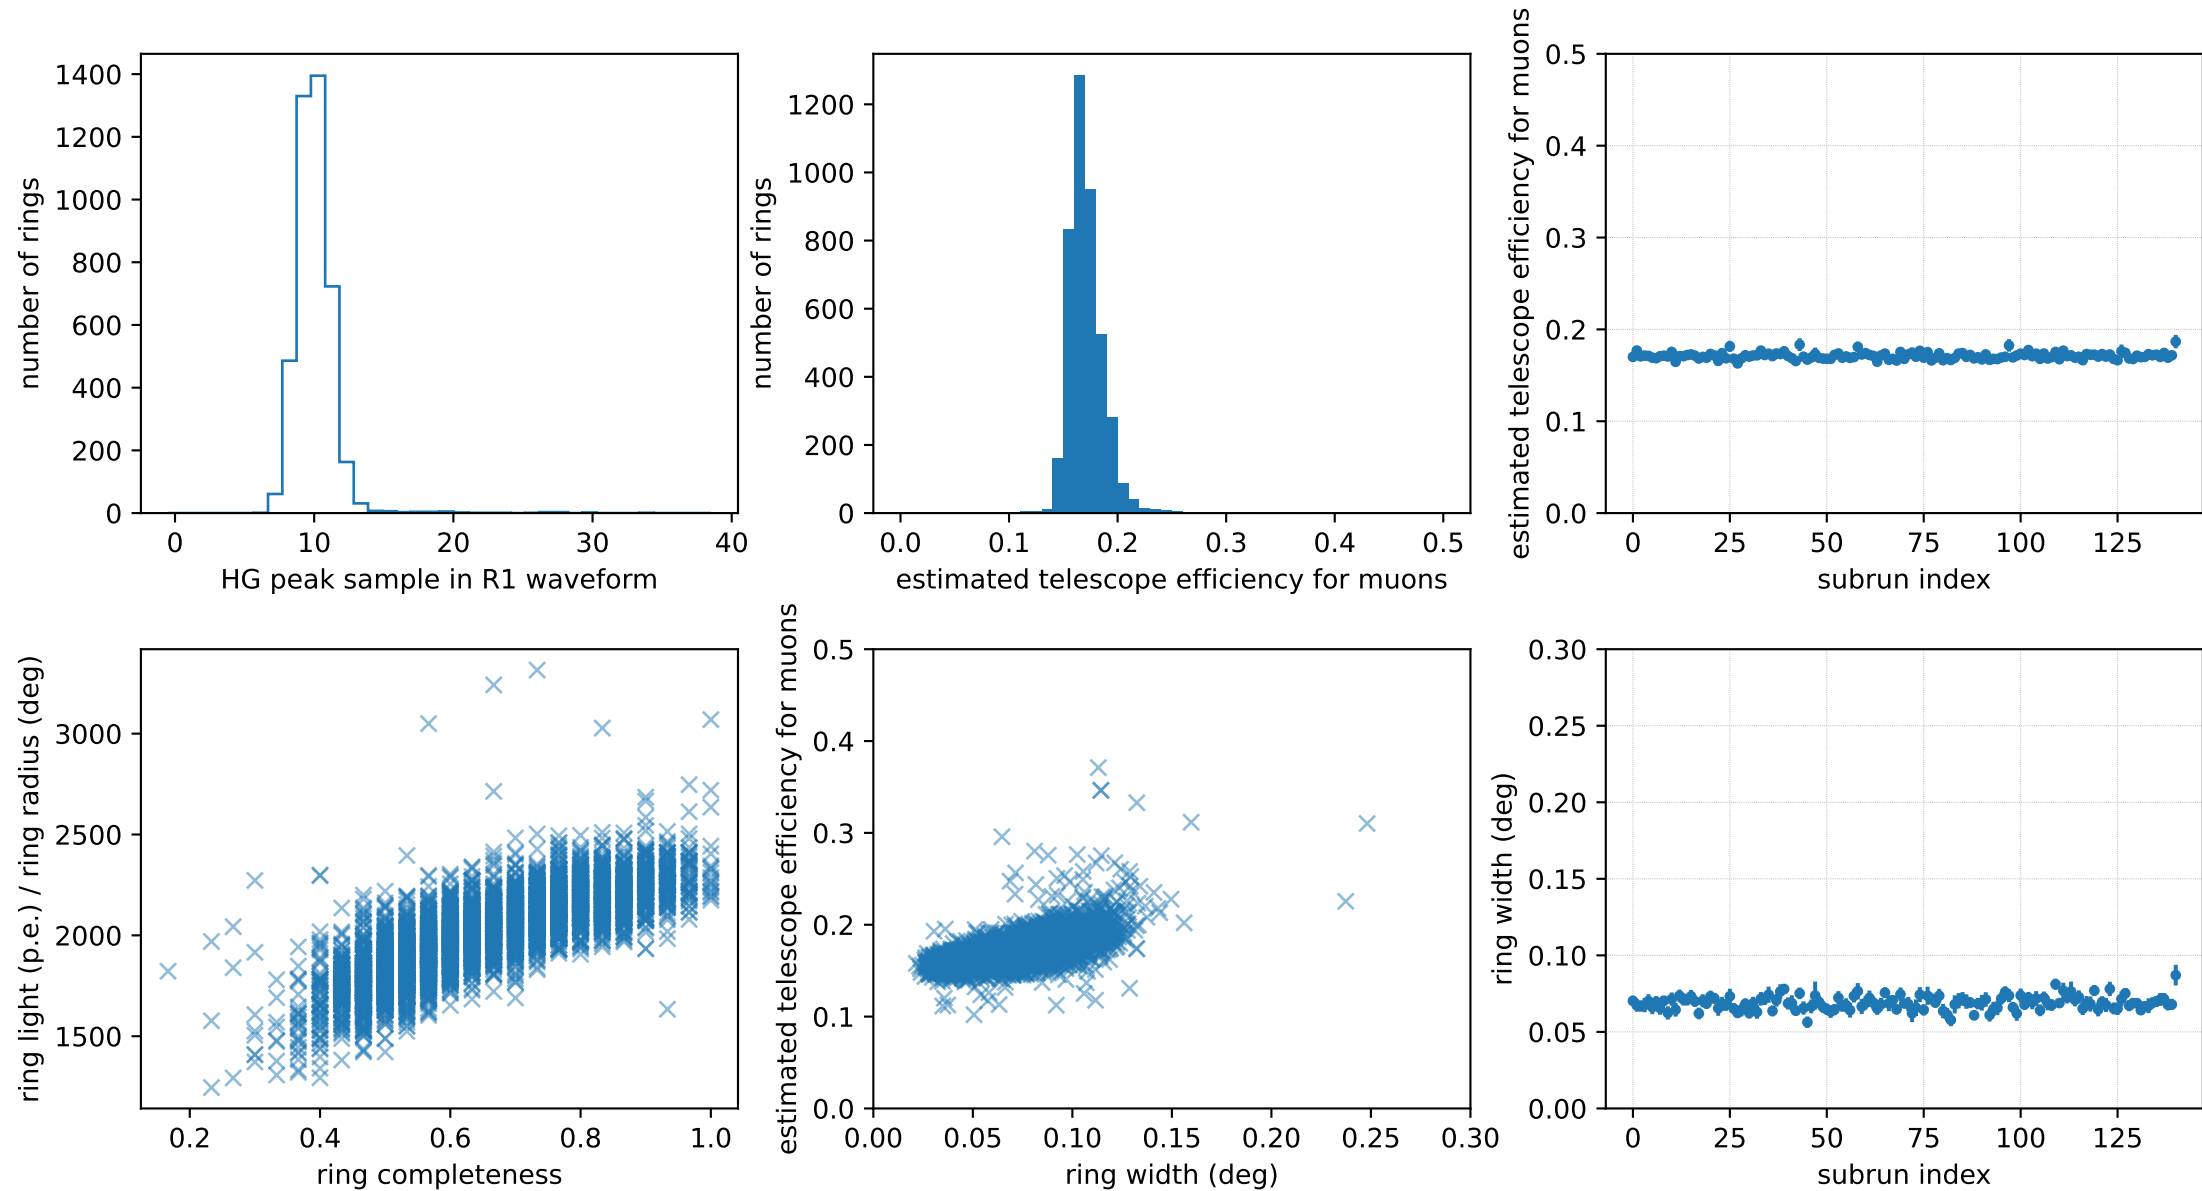 1400
1200
1000
800
600
400
200
0
number of rings
0 10 20 30 40
HG peak sample in R1 waveform
1200
1000
800
600
400
200
0
number of rings
0.0 0.1 0.2 0.3 0.4 0.5
estimated telescope efficiency for muons
0.5
0.4
0.3
0.2
0.1
0.0
estimated telescope efficiency for muons
0 25 50 75 100 125
subrun index
3000
2500
2000
1500
ring light (p.e.) / ring radius (deg)
0.2 0.4 0.6 0.8 1.0
ring completeness
0.5
0.4
0.3
0.2
0.1
0.0
estimated telescope efficiency for muons
0.00 0.05 0.10 0.15 0.20 0.25 0.30
ring width (deg)
0.30
0.25
0.20
0.15
0.10
0.05
0.00
ring width (deg)
0 25 50 75 100 125
subrun index